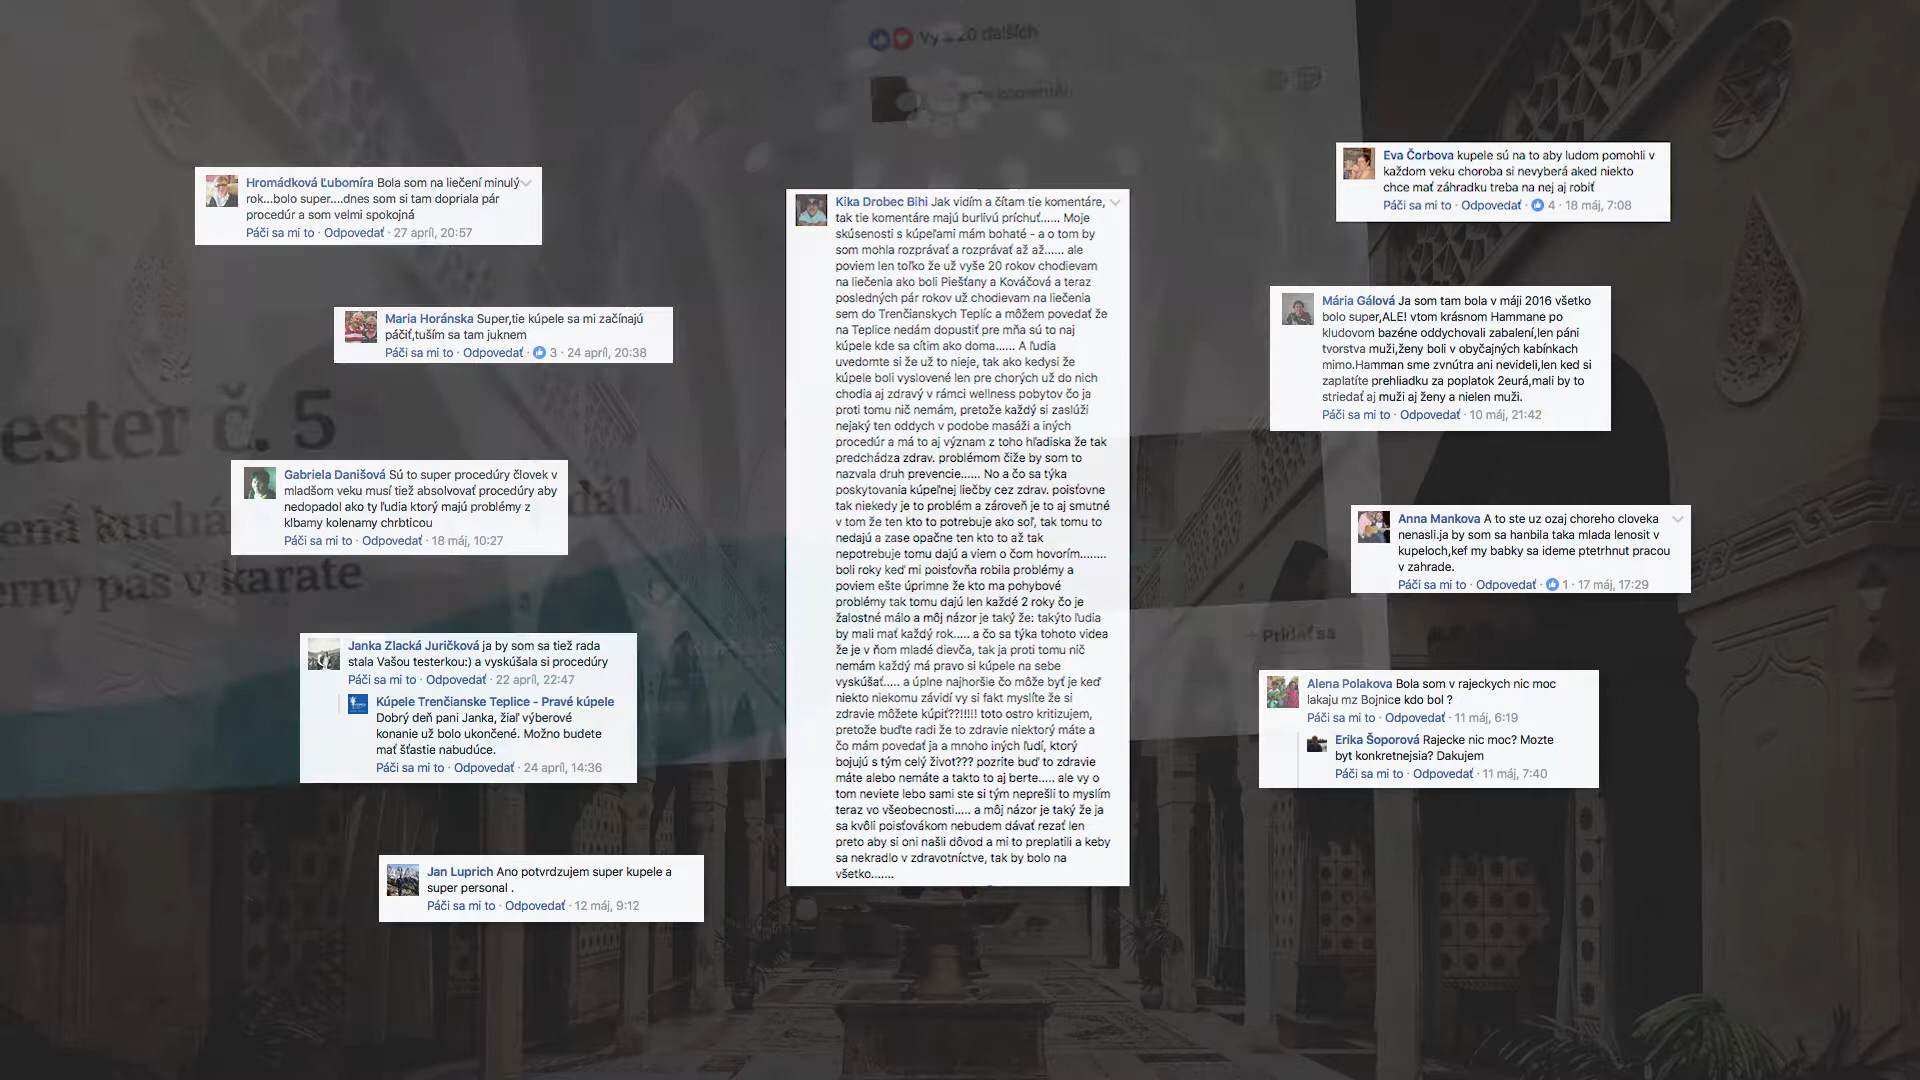 Vy a 20 ďalších
Hromádková Ľubomíra Bola som na liečení minulý
rok...bolo super....dnes som si tam dopriala pár
procedúr a som velmi spokojná
Páči sa mi to · Odpovedať · 27 apríl, 20:57
Maria Horánska Super,tie kúpele sa mi začínajú
páčiť,tuším sa tam juknem
Páči sa mi to · Odpovedať · 3 · 24 apríl, 20:38
ester č. 5
Gabriela Danišová Sú to super procedúry človek v
mladšom veku musí tiež absolvovať procedúry aby
nedopadol ako ty ľudia ktorý majú problémy z
klbamy kolenamy chrbticou
Páči sa mi to · Odpovedať · 18 máj, 10:27
erny pás v karate
Janka Zlacká Juričková ja by som sa tiež rada
stala Vašou testerkou:) a vyskúšala si procedúry
Páči sa mi to · Odpovedať · 22 apríl, 22:47
Kúpele Trenčianske Teplice - Pravé kúpele
Dobrý deň pani Janka, žiaľ výberové
konanie už bolo ukončené. Možno budete
mať šťastie nabudúce.
Páči sa mi to · Odpovedať · 24 apríl, 14:36
Jan Luprich Ano potvrdzujem super kupele a
super personal .
Páči sa mi to · Odpovedať · 12 máj, 9:12
Kika Drobec Bihi Jak vidím a čítam tie komentáre,
tak tie komentáre majú burlivú príchuť...... Moje
skúsenosti s kúpeľami mám bohaté - a o tom by
som mohla rozprávať a rozprávať až až...... ale
poviem len toľko že už vyše 20 rokov chodievam
na liečenia ako boli Piešťany a Kováčová a teraz
posledných pár rokov už chodievam na liečenia
sem do Trenčianskych Teplíc a môžem povedať že
na Teplice nedám dopustiť pre mňa sú to naj
kúpele kde sa cítim ako doma...... A ľudia
uvedomte si že už to nieje, tak ako kedysi že
kúpele boli vyslovené len pre chorých už do nich
chodia aj zdravý v rámci wellness pobytov čo ja
proti tomu nič nemám, pretože každý si zaslúži
nejaký ten oddych v podobe masáži a iných
procedúr a má to aj význam z toho hľadiska že tak
predchádza zdrav. problémom čiže by som to
nazvala druh prevencie...... No a čo sa týka
poskytovania kúpeľnej liečby cez zdrav. poisťovne
tak niekedy je to problém a zároveň je to aj smutné
v tom že ten kto to potrebuje ako soľ, tak tomu to
nedajú a zase opačne ten kto to až tak
nepotrebuje tomu dajú a viem o čom hovorím........
boli roky keď mi poisťovňa robila problémy a
poviem ešte úprimne že kto ma pohybové
problémy tak tomu dajú len každé 2 roky čo je
žalostné málo a môj názor je taký že: takýto ľudia
by mali mať každý rok..... a čo sa týka tohoto videa
že je v ňom mladé dievča, tak ja proti tomu nič
nemám každý má pravo si kúpele na sebe
vyskúšať..... a úplne najhoršie čo môže byť je keď
niekto niekomu závidí vy si fakt myslíte že si
zdravie môžete kúpiť??!!!!! toto ostro kritizujem,
pretože buďte radi že to zdravie niektorý máte a
čo mám povedať ja a mnoho iných ľudí, ktorý
bojujú s tým celý život??? pozrite buď to zdravie
máte alebo nemáte a takto to aj berte..... ale vy o
tom neviete lebo sami ste si tým neprešli to myslím
teraz vo všeobecnosti..... a môj názor je taký že ja
sa kvôli poisťovákom nebudem dávať rezať len
preto aby si oni našli dôvod a mi to preplatili a keby
sa nekradlo v zdravotníctve, tak by bolo na
všetko.......
Eva Čorbova kupele sú na to aby ludom pomohli v
každom veku choroba si nevyberá aked niekto
chce mať záhradku treba na nej aj robiť
Páči sa mi to · Odpovedať · 4 · 18 máj, 7:08
Mária Gálová Ja som tam bola v máji 2016 všetko
bolo super,ALE! vtom krásnom Hammane po
kludovom bazéne oddychovali zabalení,len páni
tvorstva muži,ženy boli v obyčajných kabínkach
mimo.Hamman sme zvnútra ani nevideli,len ked si
zaplatíte prehliadku za poplatok 2eurá,mali by to
striedať aj muži aj ženy a nielen muži.
Páči sa mi to · Odpovedať · 10 máj, 21:42
Anna Mankova A to ste uz ozaj choreho cloveka
nenasli.ja by som sa hanbila taka mlada lenosit v
kupeloch,kef my babky sa ideme ptetrhnut pracou
v zahrade.
Páči sa mi to · Odpovedať · 1 · 17 máj, 17:29
+ Pridať sa
Alena Polakova Bola som v rajeckych nic moc
lakaju mz Bojnice kdo bol ?
Páči sa mi to · Odpovedať · 11 máj, 6:19
Erika Šoporová Rajecke nic moc? Mozte
byt konkretnejsia? Dakujem
Páči sa mi to · Odpovedať · 11 máj, 7:40